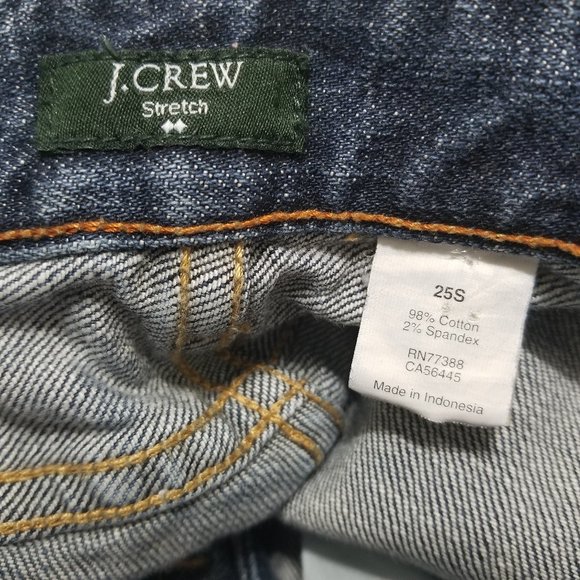 J.CREW
Stretch
25S
98% Cotton
2% Spandex
RN77388
CA56445
Made in Indonesia